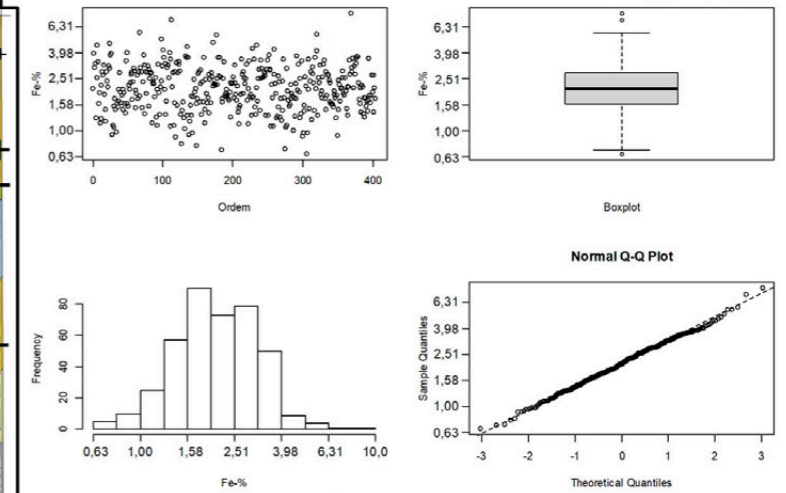 6,31
3,98
2,51
1,58
1,00
0,63
Fe-%
0 100 200 300 400
Ordem
6,31
3,98
2,51
1,58
1,00
0,63
Fe-%
Boxplot
80
60
40
20
0
Frequency
0,63 1,00 1,58 2,51 3,98 6,31 10,0
Fe-%
Normal Q-Q Plot
6,31
3,98
2,51
1,58
1,00
0,63
Sample Quantiles
-3 -2 -1 0 1 2 3
Theoretical Quantiles